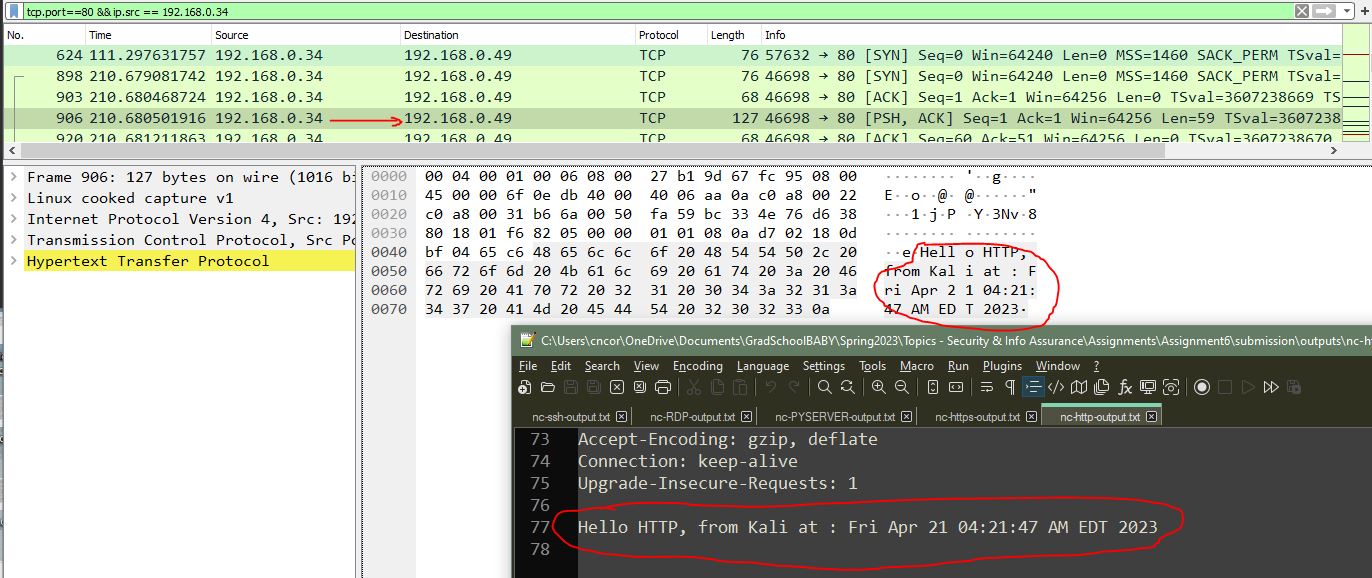 tcp.port==80 && ip.src == 192.168.0.34
No. Time Source Destination Protocol Length Info
624 111.297631757 192.168.0.34 192.168.0.49 TCP 76 57632 → 80 [SYN] Seq=0 Win=64240 Len=0 MSS=1460 SACK_PERM TSval=
898 210.679081742 192.168.0.34 192.168.0.49 TCP 76 46698 → 80 [SYN] Seq=0 Win=64240 Len=0 MSS=1460 SACK_PERM TSval=
903 210.680468724 192.168.0.34 192.168.0.49 TCP 68 46698 → 80 [ACK] Seq=1 Ack=1 Win=64256 Len=0 TSval=3607238669 TS
906 210.680501916 192.168.0.34 192.168.0.49 TCP 127 46698 → 80 [PSH, ACK] Seq=1 Ack=1 Win=64256 Len=59 TSval=3607238
920 210.681211863 192.168.0.34 192.168.0.49 TCP 68 46698 → 80 [ACK] Seq=60 Ack=51 Win=64256 Len=0 TSval=3607238670
Frame 906: 127 bytes on wire (1016 bi
Linux cooked capture v1
Internet Protocol Version 4, Src: 192
Transmission Control Protocol, Src Po
Hypertext Transfer Protocol
0000 00 04 00 01 00 06 08 00 27 b1 9d 67 fc 95 08 00 ········ '··g····
0010 45 00 00 6f 0e db 40 00 40 06 aa 0a c0 a8 00 22 E··o··@· @······"
0020 c0 a8 00 31 b6 6a 00 50 fa 59 bc 33 4e 76 d6 38 ···1·j·P ·Y·3Nv·8
0030 80 18 01 f6 82 05 00 00 01 01 08 0a d7 02 18 0d ········ ········
0040 bf 04 65 c6 48 65 6c 6c 6f 20 48 54 54 50 2c 20 ··e·Hell o HTTP,
0050 66 72 6f 6d 20 4b 61 6c 69 20 61 74 20 3a 20 46 from Kal i at : F
0060 72 69 20 41 70 72 20 32 31 20 30 34 3a 32 31 3a ri Apr 2 1 04:21:
0070 34 37 20 41 4d 20 45 44 54 20 32 30 32 33 0a 47 AM ED T 2023·
C:\Users\cncor\OneDrive\Documents\GradSchoolBABY\Spring2023\Topics - Security & Info Assurance\Assignments\Assignment6\submission\outputs\nc-ht
File Edit Search View Encoding Language Settings Tools Macro Run Plugins Window ?
nc-ssh-output.txt nc-RDP-output.txt nc-PYSERVER-output.txt nc-https-output.txt nc-http-output.txt
73 Accept-Encoding: gzip, deflate
74 Connection: keep-alive
75 Upgrade-Insecure-Requests: 1
76
77 Hello HTTP, from Kali at : Fri Apr 21 04:21:47 AM EDT 2023
78